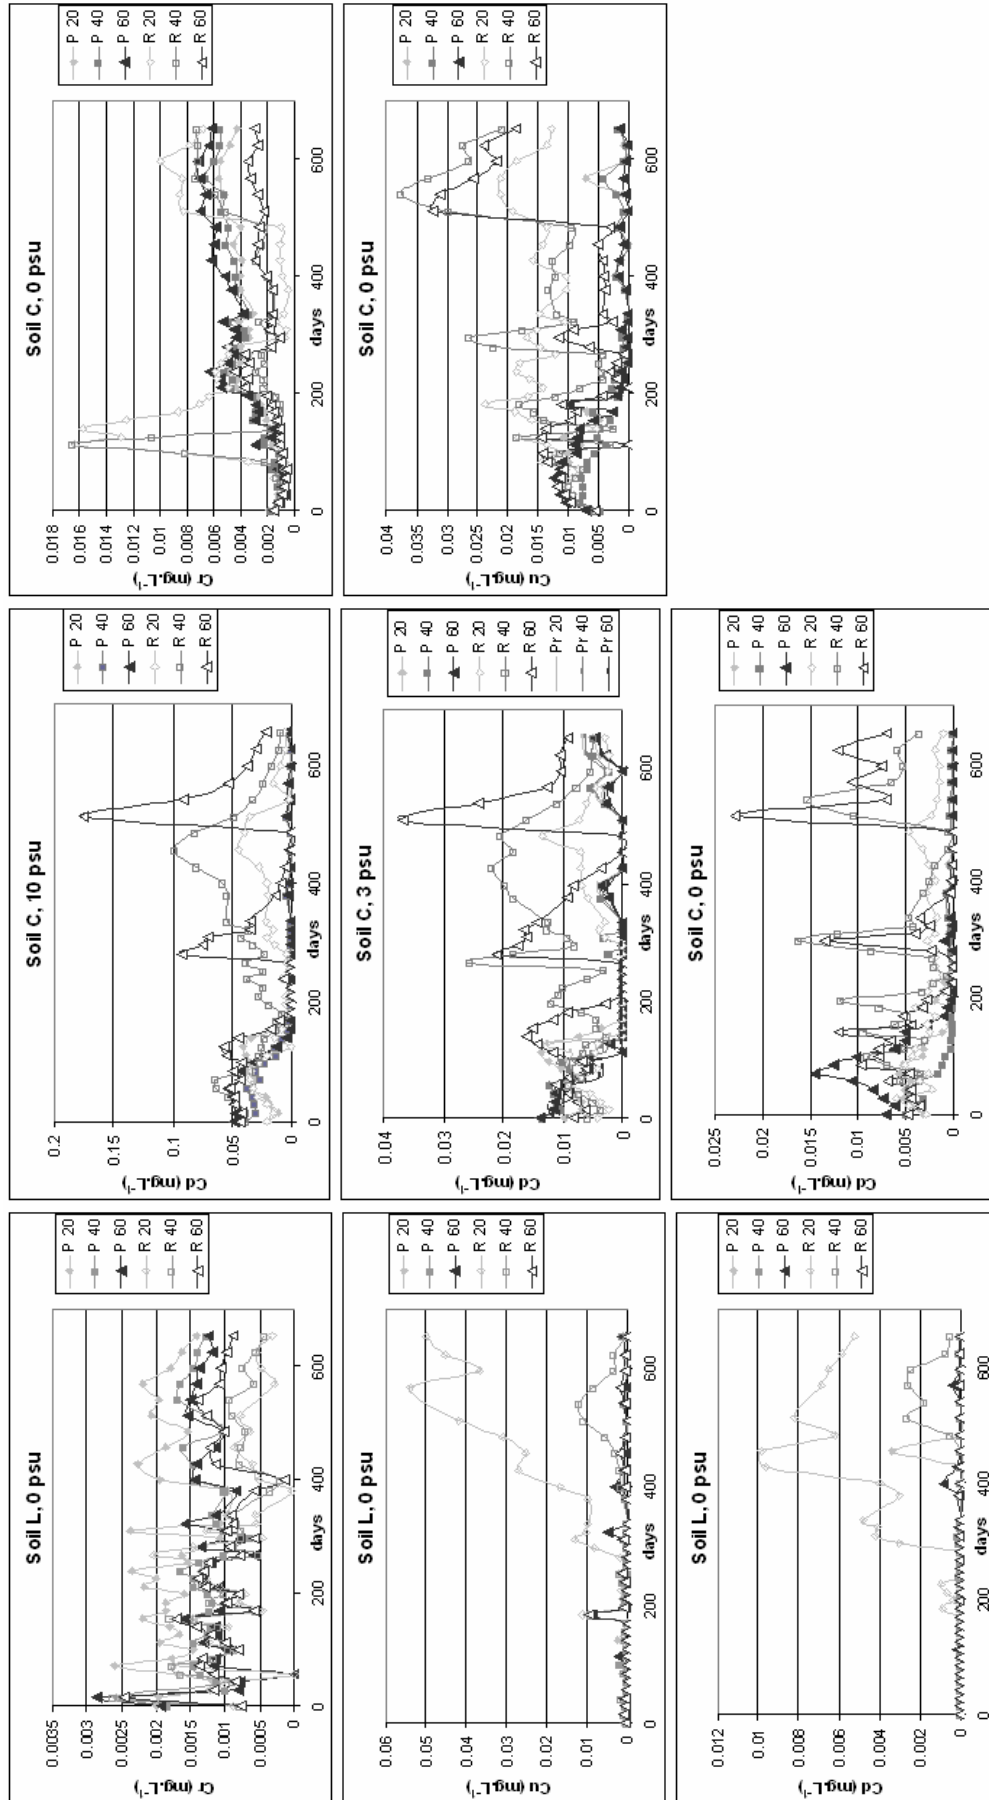 Soil L, 0 psu
Cr (mg.L⁻¹)
0.0035
0.003
0.0025
0.002
0.0015
0.001
0.0005
0
0 200 400 600
days
P 20
P 40
P 60
R 20
R 40
R 60
Soil C, 10 psu
Cd (mg.L⁻¹)
0.2
0.15
0.1
0.05
0
0 200 400 600
days
P 20
P 40
P 60
R 20
R 40
R 60
Soil C, 0 psu
Cr (mg.L⁻¹)
0.018
0.016
0.014
0.012
0.01
0.008
0.006
0.004
0.002
0
0 200 400 600
days
P 20
P 40
P 60
R 20
R 40
R 60
Soil L, 0 psu
Cu (mg.L⁻¹)
0.06
0.05
0.04
0.03
0.02
0.01
0
0 200 400 600
days
P 20
P 40
P 60
R 20
R 40
R 60
Soil C, 3 psu
Cd (mg.L⁻¹)
0.04
0.03
0.02
0.01
0
0 200 400 600
days
P 20
P 40
P 60
R 20
R 40
R 60
Pr 20
Pr 40
Pr 60
Soil C, 0 psu
Cu (mg.L⁻¹)
0.04
0.035
0.03
0.025
0.02
0.015
0.01
0.005
0
0 200 400 600
days
P 20
P 40
P 60
R 20
R 40
R 60
Soil L, 0 psu
Cd (mg.L⁻¹)
0.012
0.01
0.008
0.006
0.004
0.002
0
0 200 400 600
days
P 20
P 40
P 60
R 20
R 40
R 60
Soil C, 0 psu
Cd (mg.L⁻¹)
0.025
0.02
0.015
0.01
0.005
0
0 200 400 600
days
P 20
P 40
P 60
R 20
R 40
R 60